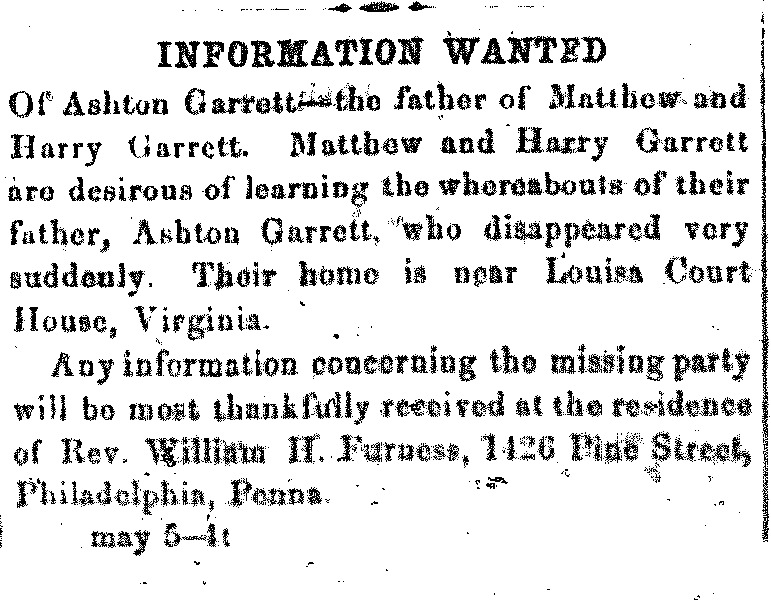 INFORMATION WANTED
Of Ashton Garrett—the father of Matthew and
Harry Garrett. Matthew and Harry Garrett
are desirous of learning the whereabouts of their
father, Ashton Garrett, who disappeared very
suddenly. Their home is near Louisa Court
House, Virginia.
Any information concerning the missing party
will be most thankfully received at the residence
of Rev. William H. Furness, 1426 Pine Street,
Philadelphia, Penna.
may 5—4t